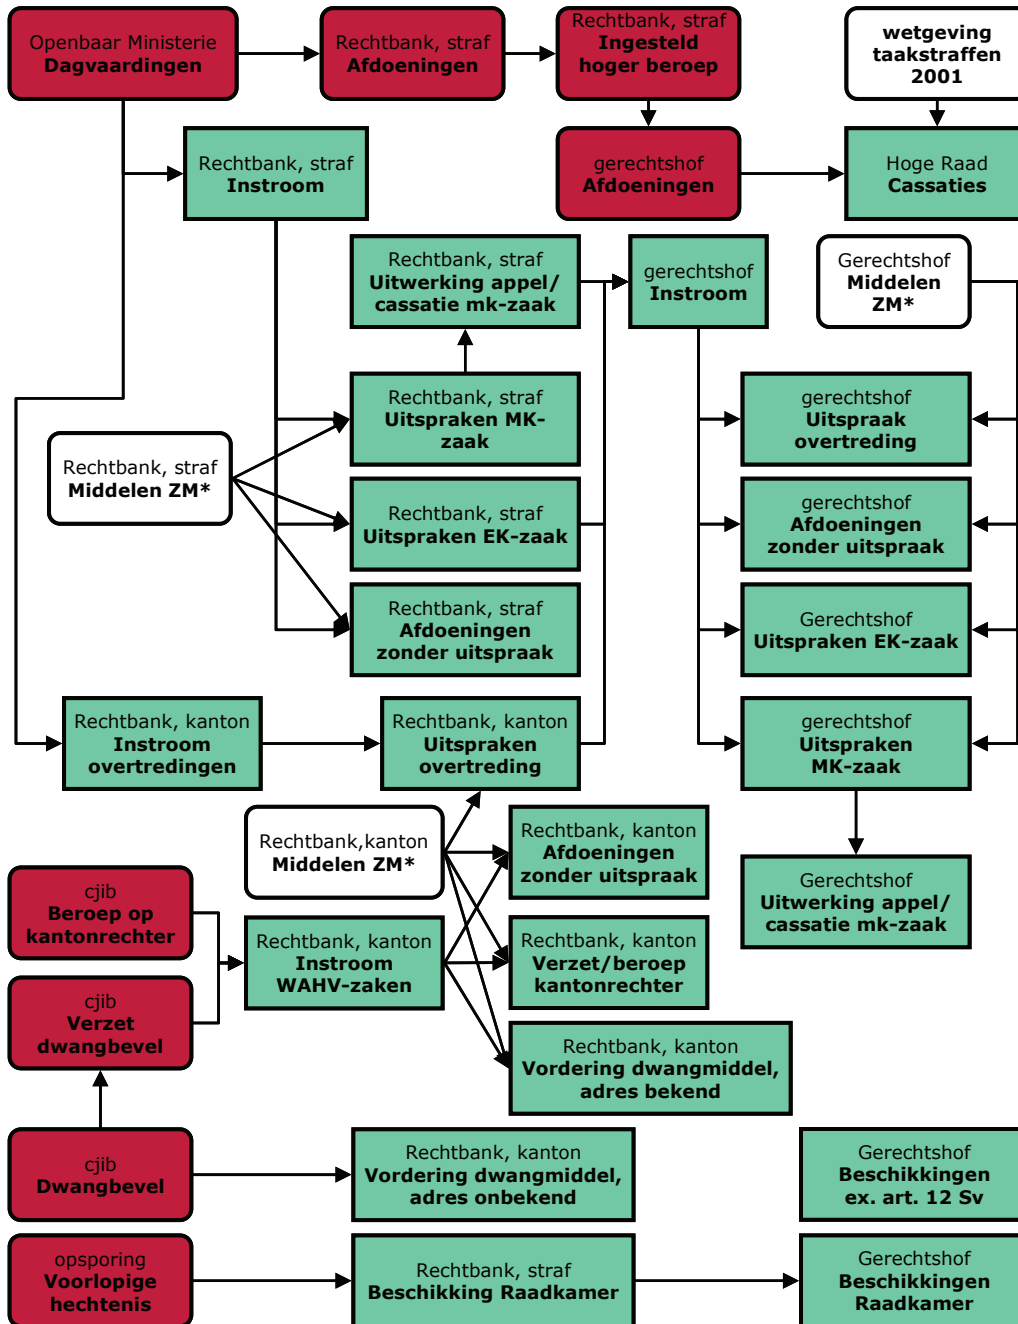 Openbaar Ministerie
Dagvaardingen
Rechtbank, straf
Afdoeningen
Rechtbank, straf
Ingesteld
hoger beroep
wetgeving
taakstraffen
2001
Rechtbank, straf
Instroom
gerechtshof
Afdoeningen
Hoge Raad
Cassaties
Rechtbank, straf
Uitwerking appel/
cassatie mk-zaak
gerechtshof
Instroom
Gerechtshof
Middelen
ZM*
Rechtbank, straf
Uitspraken MK-
zaak
gerechtshof
Uitspraak
overtreding
Rechtbank, straf
Middelen ZM*
Rechtbank, straf
Uitspraken EK-zaak
gerechtshof
Afdoeningen
zonder uitspraak
Rechtbank, straf
Afdoeningen
zonder uitspraak
Gerechtshof
Uitspraken EK-zaak
Rechtbank, kanton
Instroom
overtredingen
Rechtbank, kanton
Uitspraken
overtreding
gerechtshof
Uitspraken
MK-zaak
Rechtbank,kanton
Middelen ZM*
Rechtbank, kanton
Afdoeningen
zonder uitspraak
Gerechtshof
Uitwerking appel/
cassatie mk-zaak
cjib
Beroep op
kantonrechter
Rechtbank, kanton
Instroom
WAHV-zaken
Rechtbank, kanton
Verzet/beroep
kantonrechter
cjib
Verzet
dwangbevel
Rechtbank, kanton
Vordering dwangmiddel,
adres bekend
cjib
Dwangbevel
Rechtbank, kanton
Vordering dwangmiddel,
adres onbekend
Gerechtshof
Beschikkingen
ex. art. 12 Sv
opsporing
Voorlopige
hechtenis
Rechtbank, straf
Beschikking Raadkamer
Gerechtshof
Beschikkingen
Raadkamer